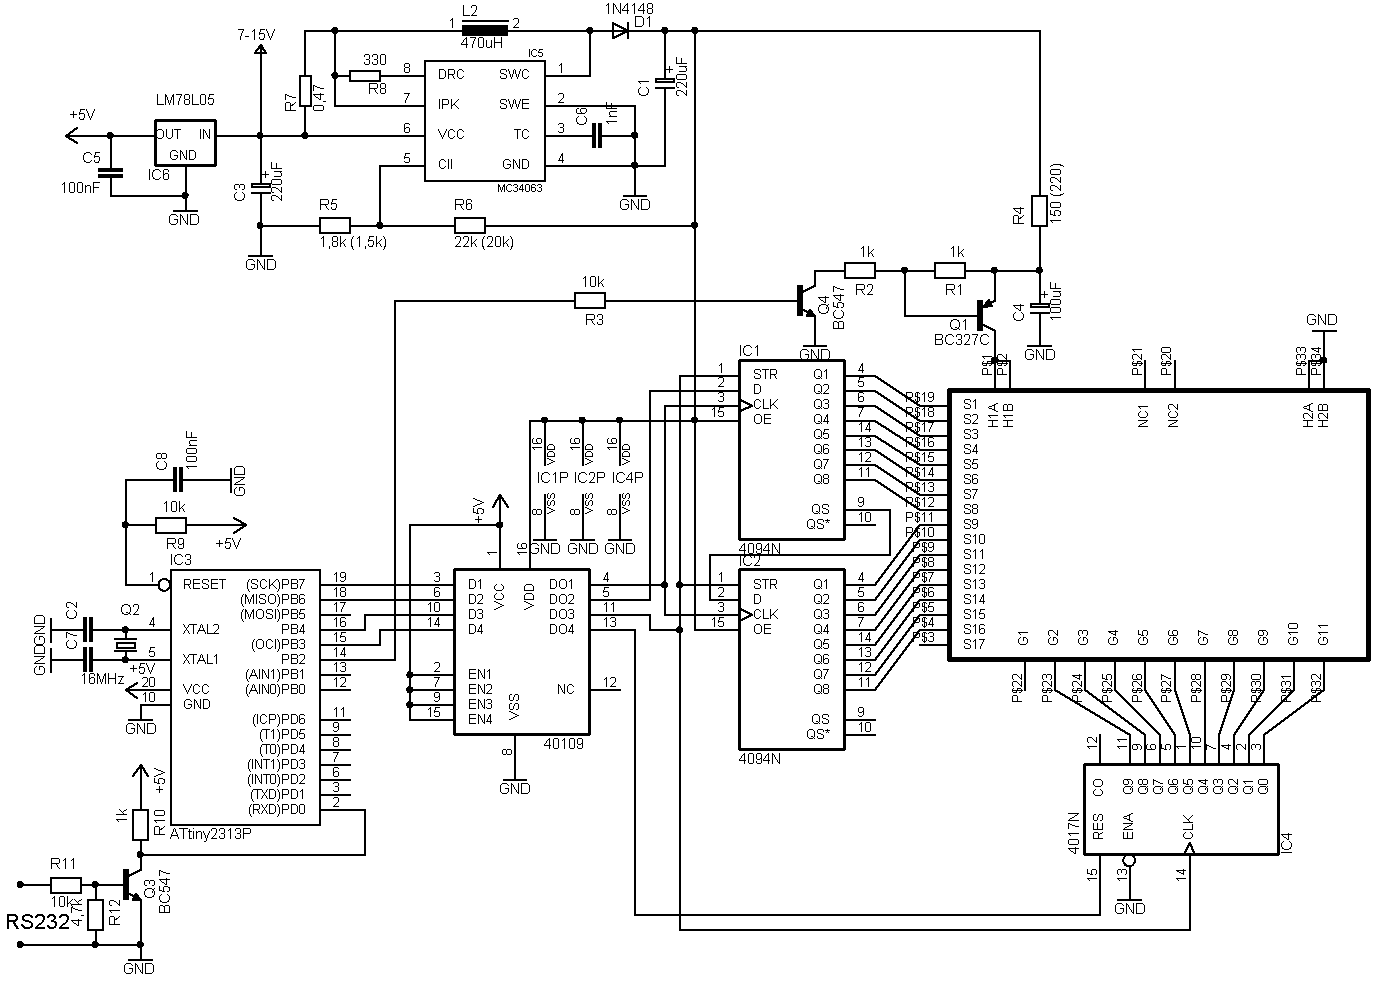 7-15V
LM78L05
+5V
OUT IN
GND
IC6
C5
100nF
GND
C3
220uF
+
GND
1 L2 2
470uH
1N4148
D1
IC5
330
R8
R7
0,47
8 DRC SWC 1
7 IPK SWE 2
6 VCC TC 3
5 CII GND 4
MC34063
C6
1nF
C1
220uF
+
GND
R5
1,8k (1,5k)
R6
22k (20k)
R4
150 (220)
1k
R2
1k
R1
10k
R3
Q4
BC547
GND
Q1
BC327C
C4
100uF
+
GND
GND
P$1
P$2
P$21
P$20
P$33
P$34
H1A
H1B
NC1
NC2
H2A
H2B
IC1
1 STR Q1 4
2 D Q2 5
3 CLK Q3 6
15 OE Q4 7
Q5 14
Q6 13
Q7 12
Q8 11
QS 9
QS* 10
4094N
IC2
1 STR Q1 4
2 D Q2 5
3 CLK Q3 6
15 OE Q4 7
Q5 14
Q6 13
Q7 12
Q8 11
QS 9
QS* 10
4094N
P$19 S1
P$18 S2
P$17 S3
P$16 S4
P$15 S5
P$14 S6
P$13 S7
P$12 S8
P$11 S9
P$10 S10
P$9 S11
P$8 S12
P$7 S13
P$6 S14
P$5 S15
P$4 S16
P$3 S17
G1 G2 G3 G4 G5 G6 G7 G8 G9 G10 G11
P$22 P$23 P$24 P$25 P$26 P$27 P$28 P$29 P$30 P$31 P$32
12 11 9 6 5 1 10 7 4 2 3
CO Q9 Q8 Q7 Q6 Q5 Q4 Q3 Q2 Q1 Q0
RES ENA CLK
4017N
IC4
15 13 14
GND
16 VDD 16 VDD 16 VDD
IC1P IC2P IC4P
8 VSS 8 VSS 8 VSS
GND GND GND
+5V
1 16
VCC VDD
3 D1 DO1 4
6 D2 DO2 5
10 D3 DO3 11
14 D4 DO4 13
2 EN1
7 EN2 NC 12
9 EN3
15 EN4
VSS
8
40109
GND
C8
100nF
GND
10k
R9
+5V
IC3
1 RESET (SCK)PB7 19
(MISO)PB6 18
(MOSI)PB5 17
4 XTAL2 PB4 16
(OCI)PB3 15
5 XTAL1 PB2 14
(AIN1)PB1 13
20 VCC (AIN0)PB0 12
10 GND
(ICP)PD6 11
(T1)PD5 9
(T0)PD4 8
(INT1)PD3 7
(INT0)PD2 6
(TXD)PD1 3
(RXD)PD0 2
ATtiny2313P
GND
C2
GND
C7
Q2
16MHz
+5V
GND
+5V
1k
R10
R11
10k
4,7k
R12
Q3
BC547
RS232
GND